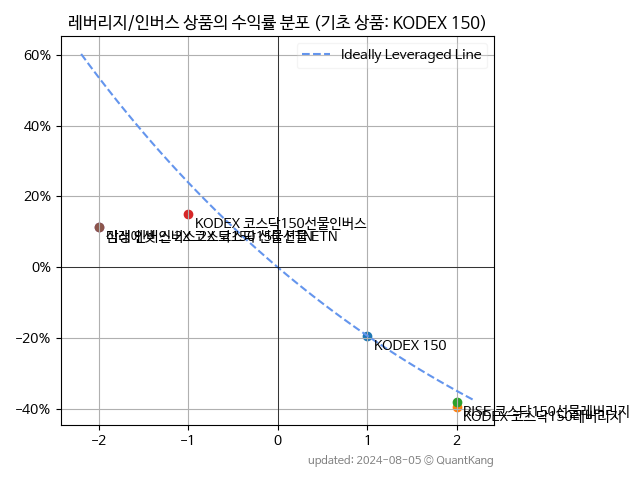 레버리지/인버스 상품의 수익률 분포 (기초 상품: KODEX 150)
Ideally Leveraged Line
60%
40%
20%
0%
−20%
−40%
KODEX 코스닥150선물인버스
KODEX 150
RISE 코스닥150선물레버리지
KODEX 코스닥150레버리지
−2
−1
0
1
2
updated: 2024-08-05 © QuantKang